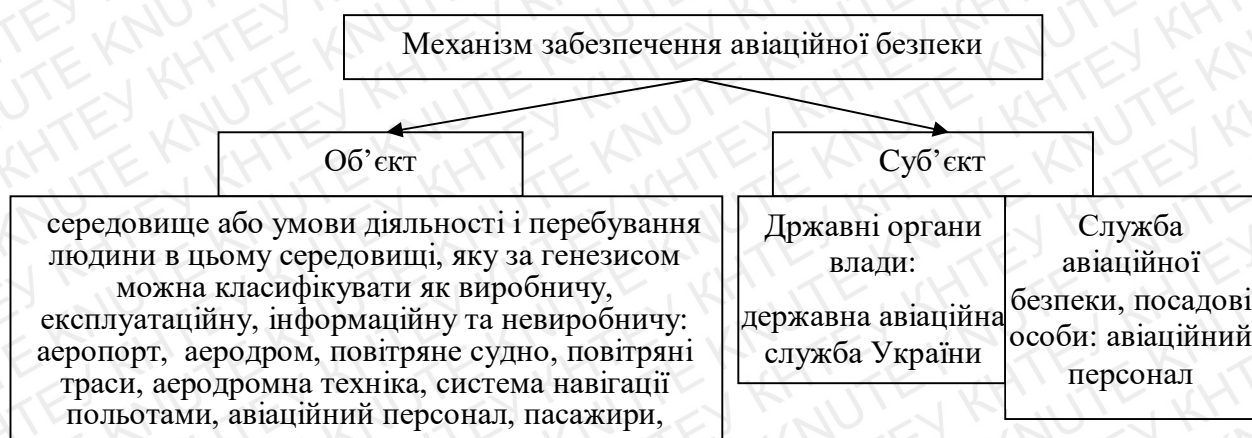 Механізм забезпечення авіаційної безпеки
Об’єкт
Суб’єкт
середовище або умови діяльності і перебування
людини в цьому середовищі, яку за генезисом
можна класифікувати як виробничу,
експлуатаційну, інформаційну та невиробничу:
аеропорт, аеродром, повітряне судно, повітряні
траси, аеродромна техніка, система навігації
польотами, авіаційний персонал, пасажири,
Державні органи
влади:
державна авіаційна
служба України
Служба
авіаційної
безпеки, посадові
особи: авіаційний
персонал